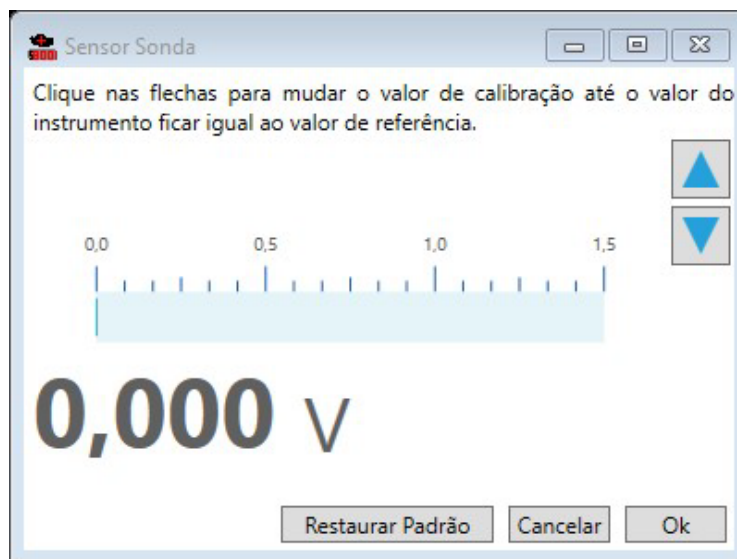 Sensor Sonda
Clique nas flechas para mudar o valor de calibração até o valor do
instrumento ficar igual ao valor de referência.
0,0 0,5 1,0 1,5
0,000 V
Restaurar Padrão Cancelar Ok